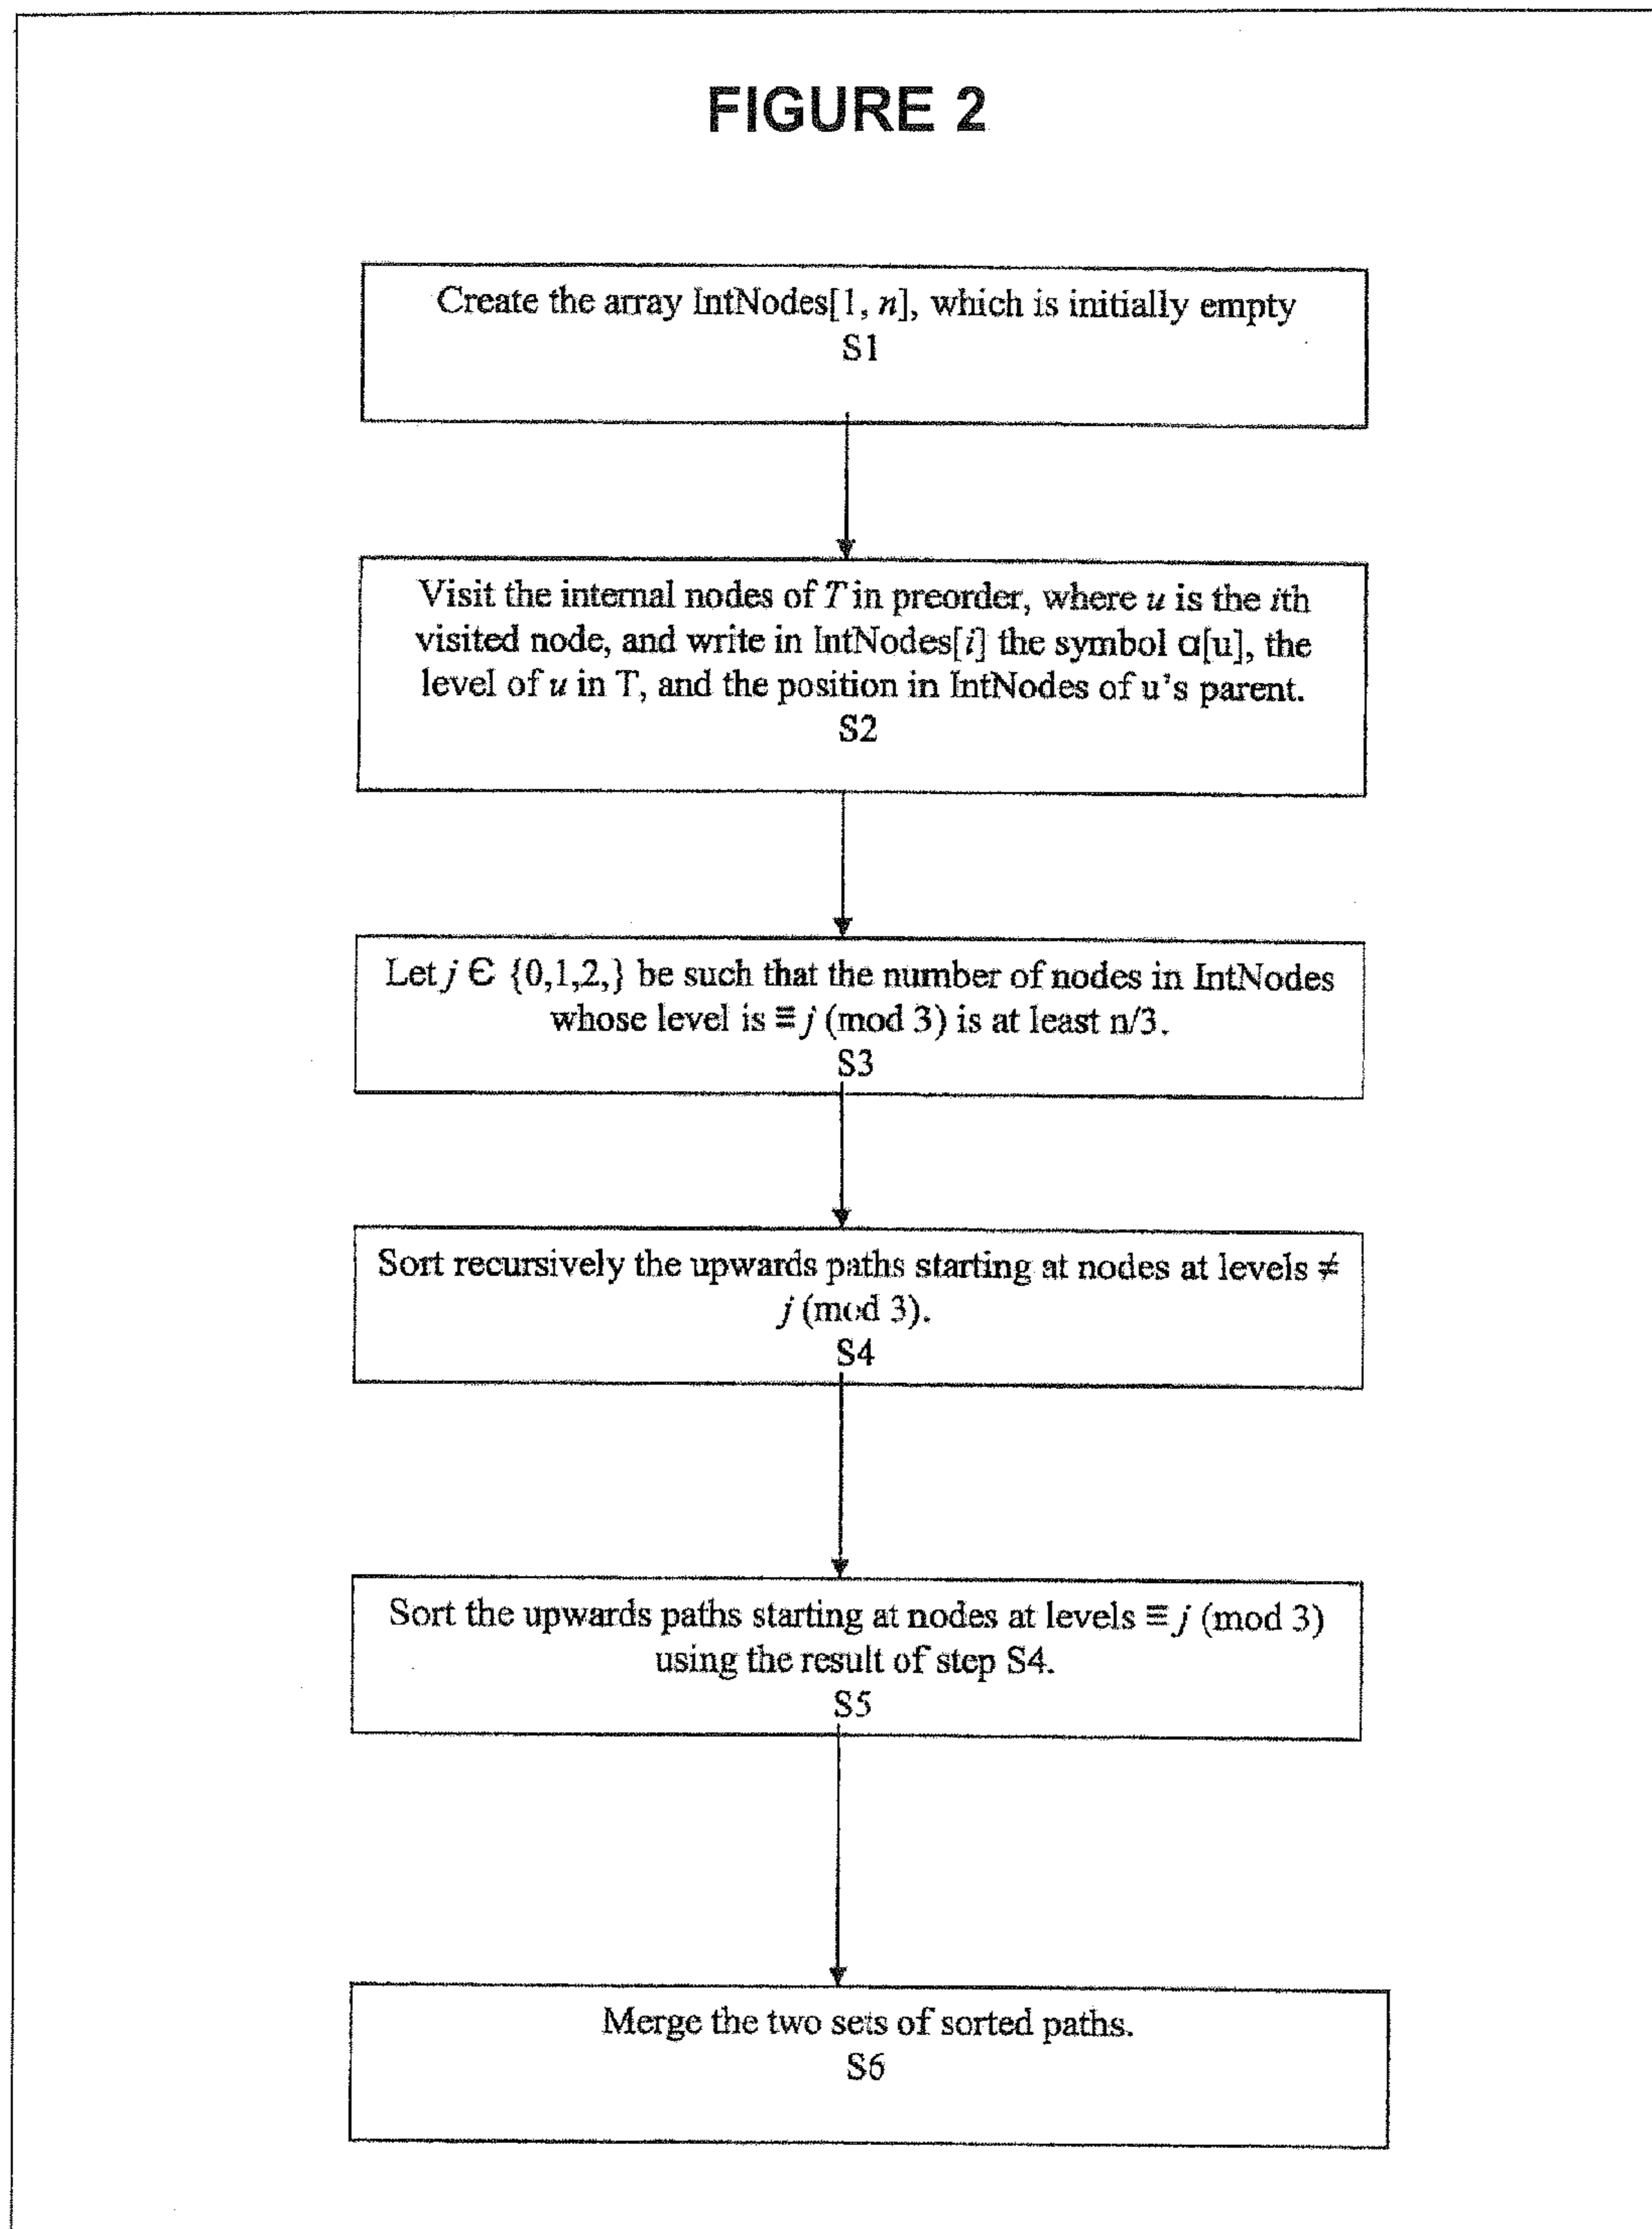 FIGURE 2
Create the array IntNodes[1, n], which is initially empty
S1
Visit the internal nodes of T in preorder, where u is the ith
visited node, and write in IntNodes[i] the symbol α[u], the
level of u in T, and the position in IntNodes of u's parent.
S2
Let j Є {0,1,2,} be such that the number of nodes in IntNodes
whose level is ≡ j (mod 3) is at least n/3.
S3
Sort recursively the upwards paths starting at nodes at levels ≠
j (mod 3).
S4
Sort the upwards paths starting at nodes at levels ≡ j (mod 3)
using the result of step S4.
S5
Merge the two sets of sorted paths.
S6